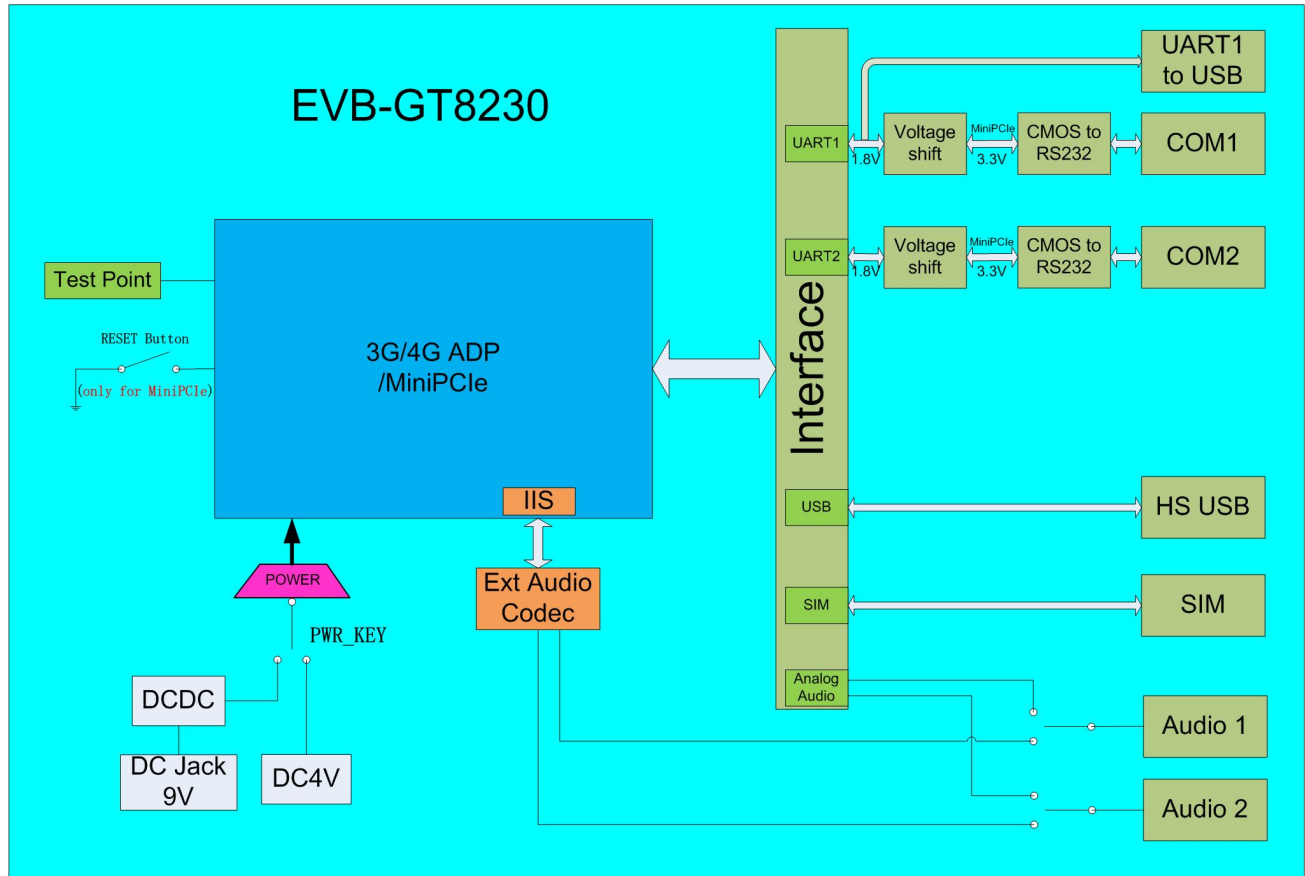 EVB-GT8230
UART1
to USB
UART1
1.8V
Voltage
shift
MiniPCIe
3.3V
CMOS to
RS232
COM1
UART2
1.8V
Voltage
shift
MiniPCIe
3.3V
CMOS to
RS232
COM2
Test Point
RESET Button
(only for MiniPCIe)
3G/4G ADP
/MiniPCIe
Interface
IIS
USB
HS USB
POWER
Ext Audio
Codec
SIM
SIM
PWR_KEY
DCDC
DC Jack
9V
DC4V
Analog
Audio
Audio 1
Audio 2